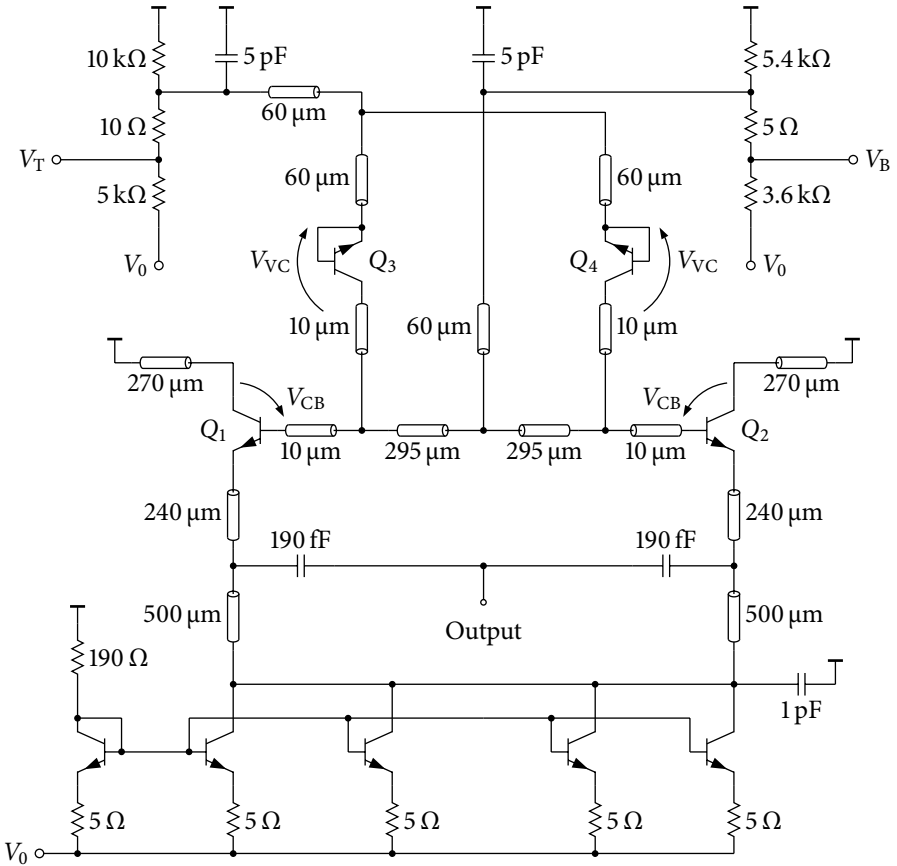 10 kΩ
5 pF
5 pF
5.4 kΩ
60 µm
10 Ω
5 Ω
V_T
V_B
60 µm
60 µm
5 kΩ
3.6 kΩ
V_0
V_VC
Q_3
Q_4
V_VC
V_0
10 µm
60 µm
10 µm
270 µm
V_CB
V_CB
270 µm
Q_1
Q_2
10 µm
295 µm
295 µm
10 µm
240 µm
240 µm
190 fF
190 fF
500 µm
500 µm
Output
190 Ω
1 pF
5 Ω
5 Ω
5 Ω
5 Ω
5 Ω
V_0